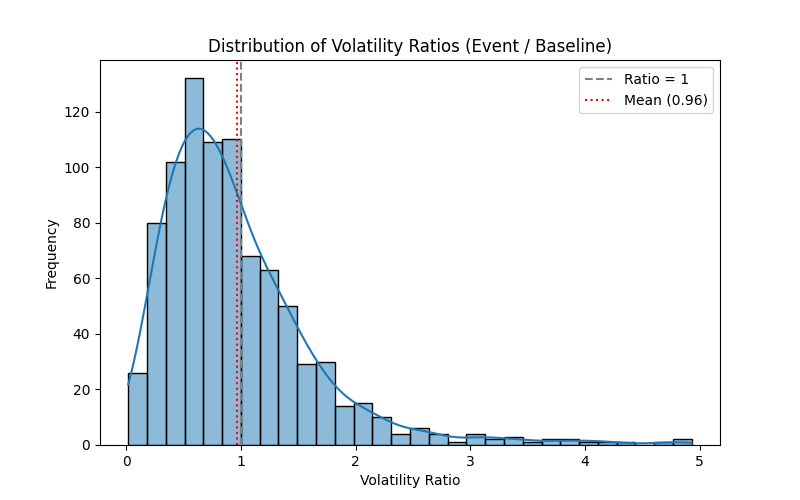 Distribution of Volatility Ratios (Event / Baseline)
Ratio = 1
Mean (0.96)
Frequency
120
100
80
60
40
20
0
0 1 2 3 4 5
Volatility Ratio